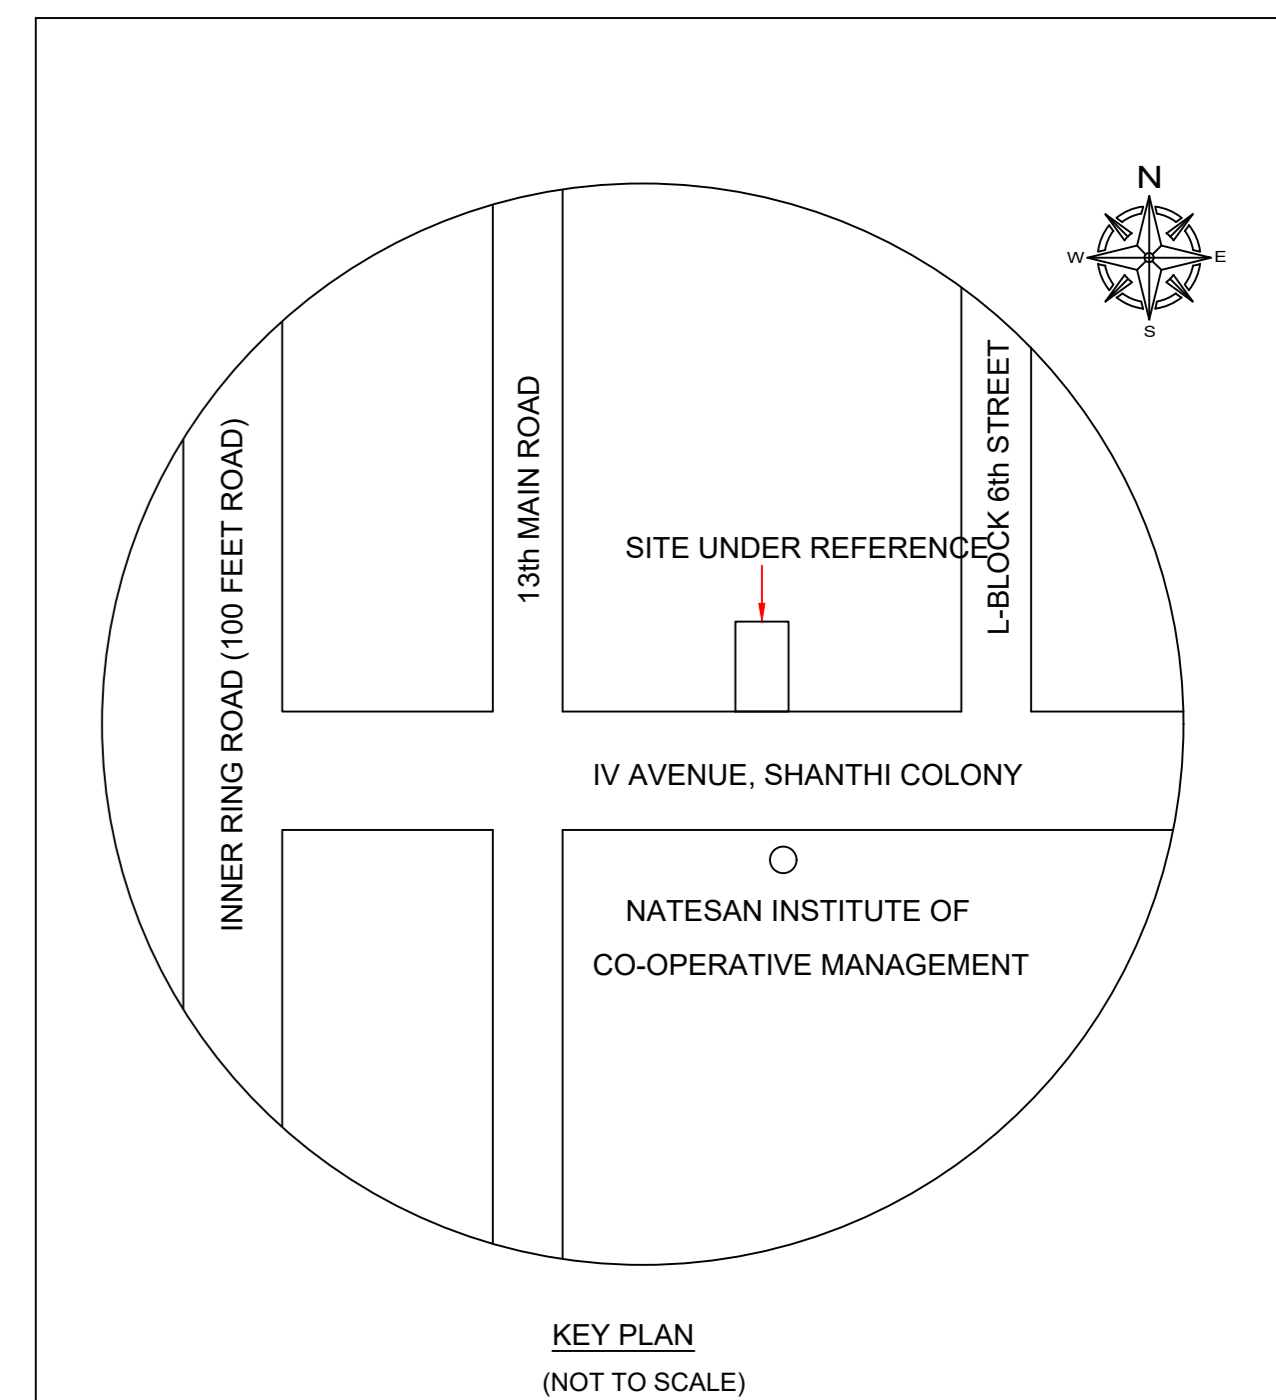 N
W
E
S
INNER RING ROAD (100 FEET ROAD)
13th MAIN ROAD
L-BLOCK 6th STREET
SITE UNDER REFERENCE
IV AVENUE, SHANTHI COLONY
NATESAN INSTITUTE OF
CO-OPERATIVE MANAGEMENT
KEY PLAN
(NOT TO SCALE)